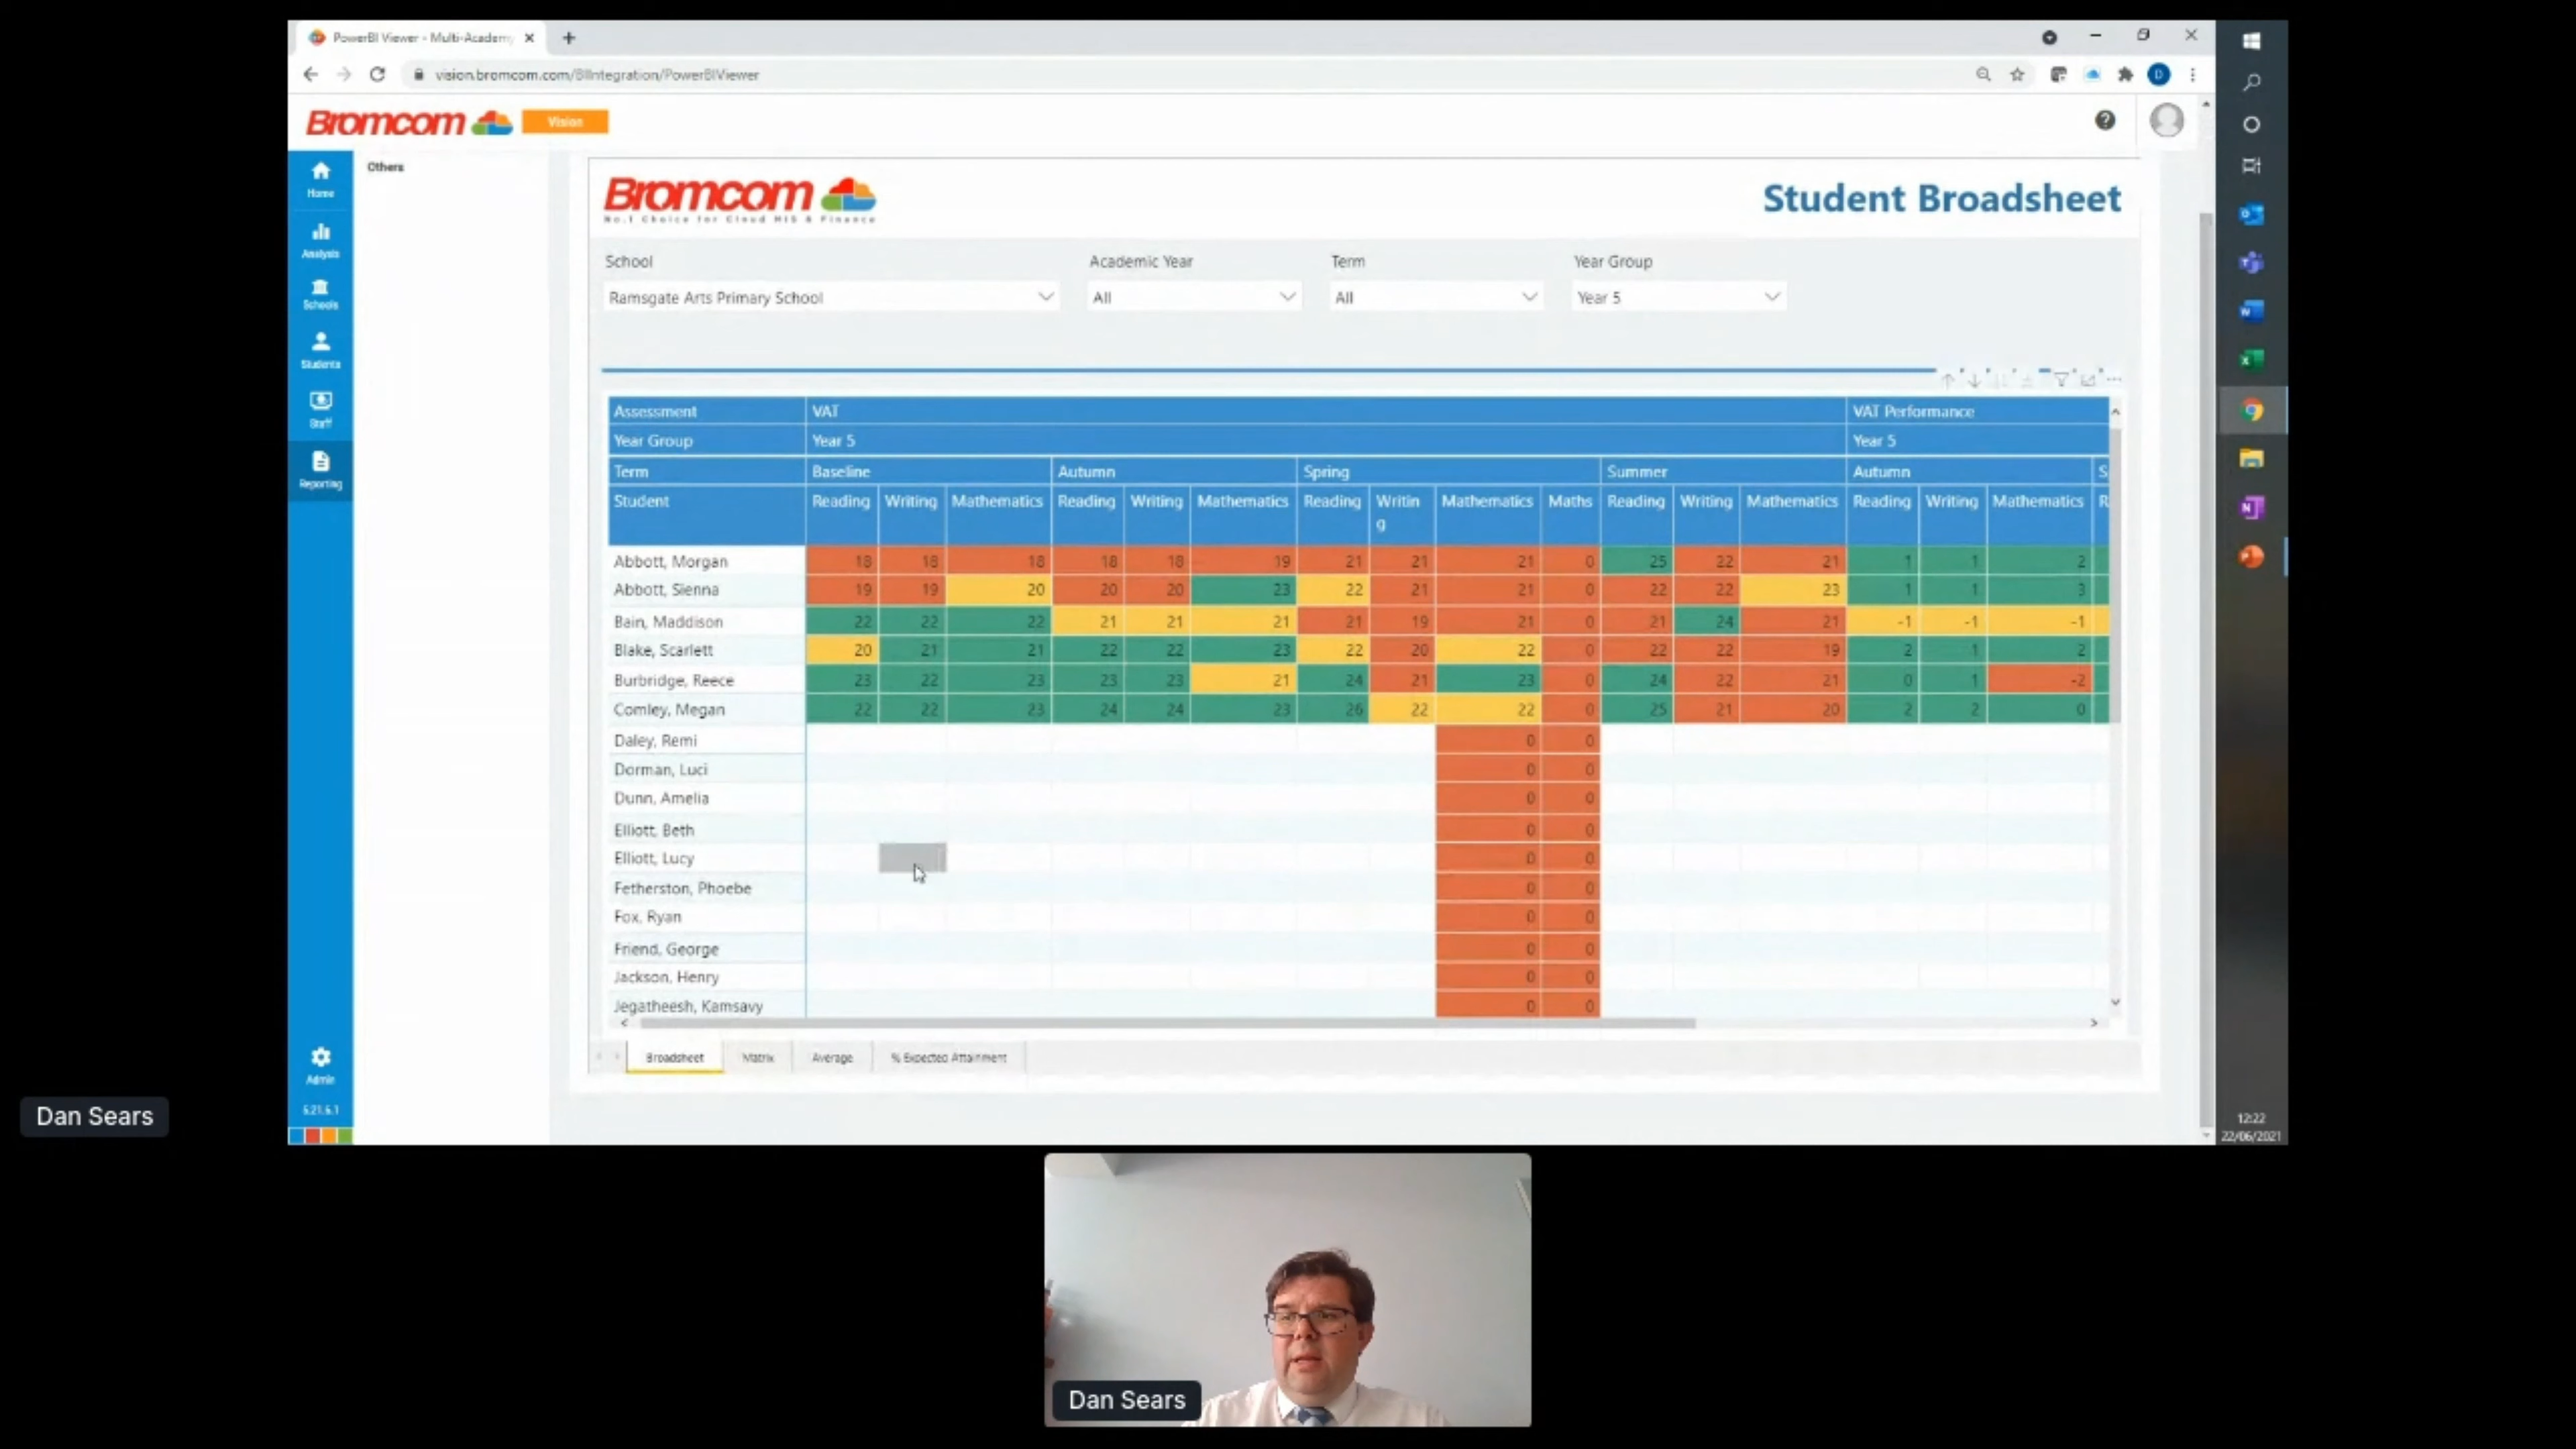 PowerBI Viewer - Multi-Academy
vision.bromcom.com/BIIntegration/PowerBIViewer
D
Bromcom Vision
Others
Home
Analysis
Schools
Students
Staff
Reporting
Admin
Bromcom
No.1 Choice for Cloud MIS & Finance
Student Broadsheet
School Academic Year Term Year Group
Ramsgate Arts Primary School All All Year 5
Assessment VAT VAT Performance
Year Group Year 5 Year 5
Term Baseline Autumn Spring Summer Autumn S
Student Reading Writing Mathematics Reading Writing Mathematics Reading Writin Mathematics Maths Reading Writing Mathematics Reading Writing Mathematics R
g
Abbott, Morgan 18 18 18 18 18 19 21 21 21 0 25 22 21 1 1 2
Abbott, Sienna 19 19 20 20 20 23 22 21 21 0 22 22 23 1 1 3
Bain, Maddison 22 22 22 21 21 21 21 19 21 0 21 24 21 -1 -1 -1
Blake, Scarlett 20 21 21 22 22 23 22 20 22 0 22 22 19 2 1 2
Burbridge, Reece 23 22 23 23 23 21 24 21 23 0 24 22 21 0 1 -2
Comley, Megan 22 22 23 24 24 23 26 22 22 0 25 21 20 2 2 0
Daley, Remi 0 0
Dorman, Luci 0 0
Dunn, Amelia 0 0
Elliott, Beth 0 0
Elliott, Lucy 0 0
Fetherston, Phoebe 0 0
Fox, Ryan 0 0
Friend, George 0 0
Jackson, Henry 0 0
Jegatheesh, Kamsavy 0 0
Broadsheet Matrix Average % Expected Attainment
12:22
22/06/2021
Dan Sears
Dan Sears